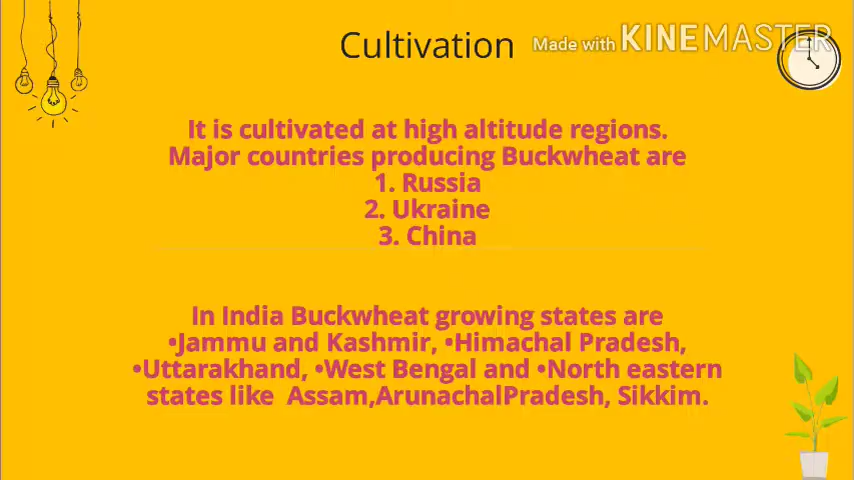 Cultivation
Made with KINEMASTER
It is cultivated at high altitude regions.
Major countries producing Buckwheat are
1. Russia
2. Ukraine
3. China
In India Buckwheat growing states are
•Jammu and Kashmir, •Himachal Pradesh,
•Uttarakhand, •West Bengal and •North eastern
states like  Assam,ArunachalPradesh, Sikkim.